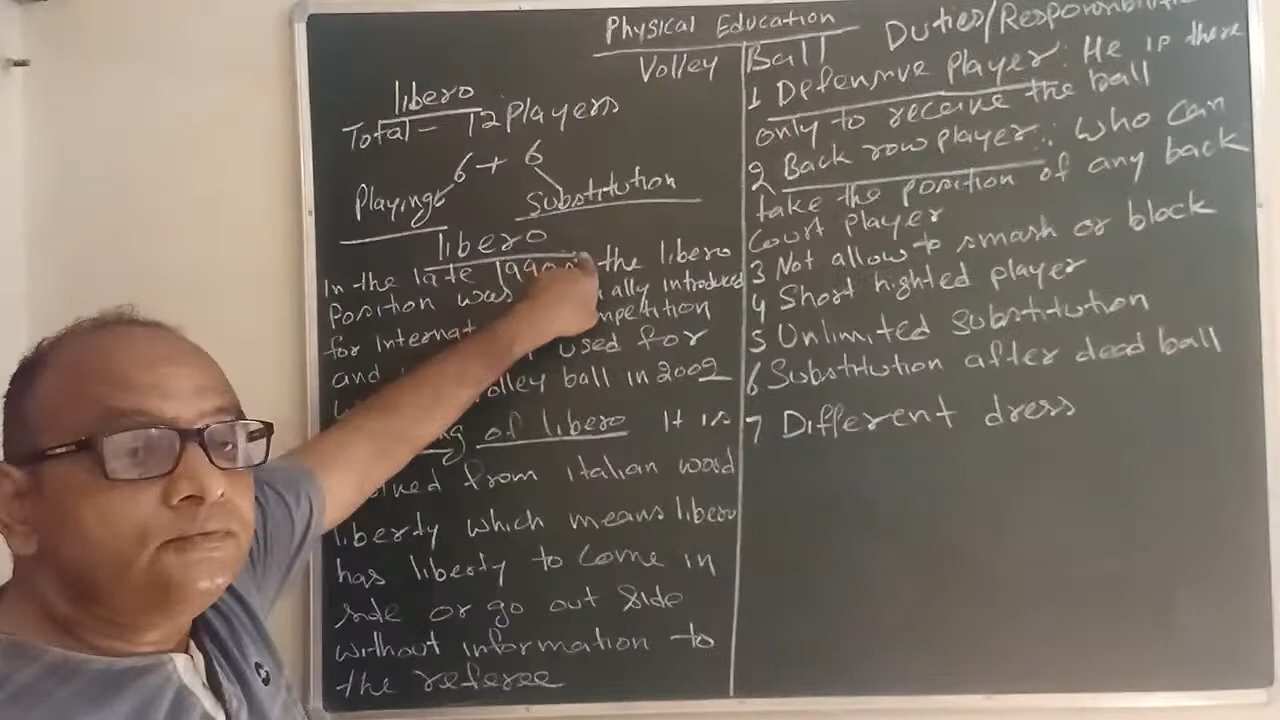 Physical Education
Volley Ball
libero
Total - 12 Players
6 + 6
Playing
Substitution
libero
In the late 1990s the libero
Position was ally introduced
for Internat mpetition
and used for
olley ball in 2002
of libero It is
from italian word
liberty which means libero
has liberty to come in
side or go out side
without information to
the referee
Duties/
1 Defensive player: He is there
only to receive the ball
2 Back row player: Who can
take the position of any back
Court player
3 Not allow to smash or block
4 Short highted player
5 Unlimited Substitution
6 Substitution after dead ball
7 Different dress